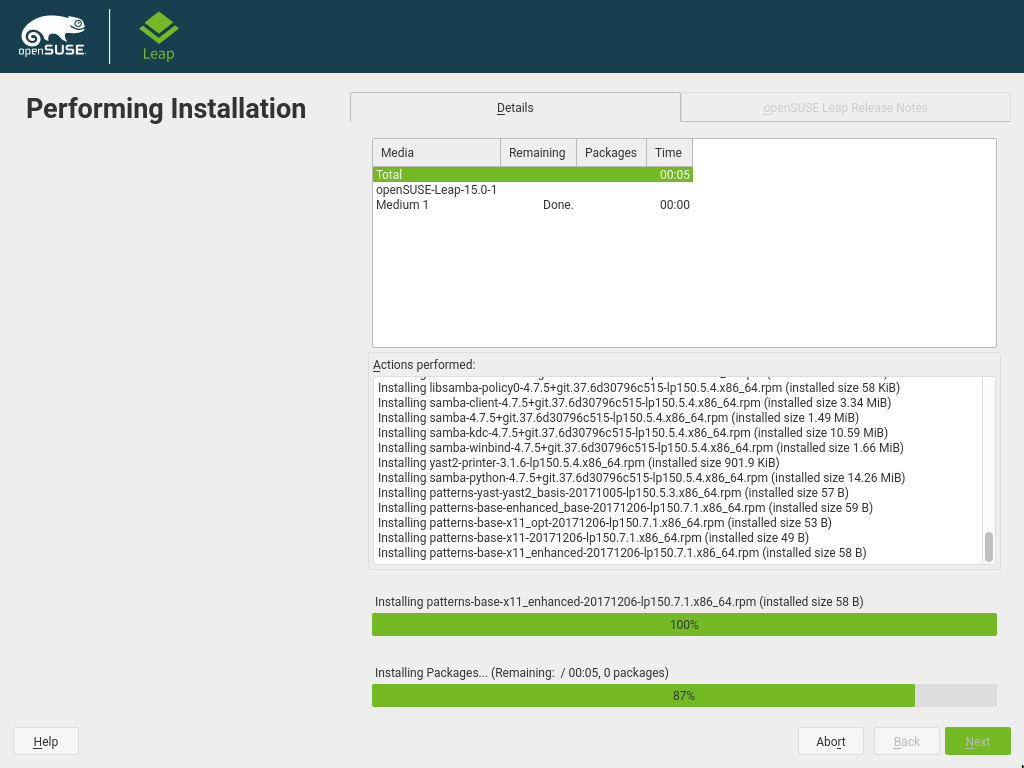 openSUSE
Leap
Performing Installation
Details
openSUSE Leap Release Notes
Media Remaining Packages Time
Total 00:05
openSUSE-Leap-15.0-1
Medium 1 Done. 00:00
Actions performed:
Installing libsamba-policy0-4.7.5+git.37.6d30796c515-lp150.5.4.x86_64.rpm (installed size 58 KiB)
Installing samba-client-4.7.5+git.37.6d30796c515-lp150.5.4.x86_64.rpm (installed size 3.34 MiB)
Installing samba-4.7.5+git.37.6d30796c515-lp150.5.4.x86_64.rpm (installed size 1.49 MiB)
Installing samba-kdc-4.7.5+git.37.6d30796c515-lp150.5.4.x86_64.rpm (installed size 10.59 MiB)
Installing samba-winbind-4.7.5+git.37.6d30796c515-lp150.5.4.x86_64.rpm (installed size 1.66 MiB)
Installing yast2-printer-3.1.6-lp150.5.4.x86_64.rpm (installed size 901.9 KiB)
Installing samba-python-4.7.5+git.37.6d30796c515-lp150.5.4.x86_64.rpm (installed size 14.26 MiB)
Installing patterns-yast-yast2_basis-20171005-lp150.5.3.x86_64.rpm (installed size 57 B)
Installing patterns-base-enhanced_base-20171206-lp150.7.1.x86_64.rpm (installed size 59 B)
Installing patterns-base-x11_opt-20171206-lp150.7.1.x86_64.rpm (installed size 53 B)
Installing patterns-base-x11-20171206-lp150.7.1.x86_64.rpm (installed size 49 B)
Installing patterns-base-x11_enhanced-20171206-lp150.7.1.x86_64.rpm (installed size 58 B)
Installing patterns-base-x11_enhanced-20171206-lp150.7.1.x86_64.rpm (installed size 58 B)
100%
Installing Packages... (Remaining:  / 00:05, 0 packages)
87%
Help
Abort
Back
Next